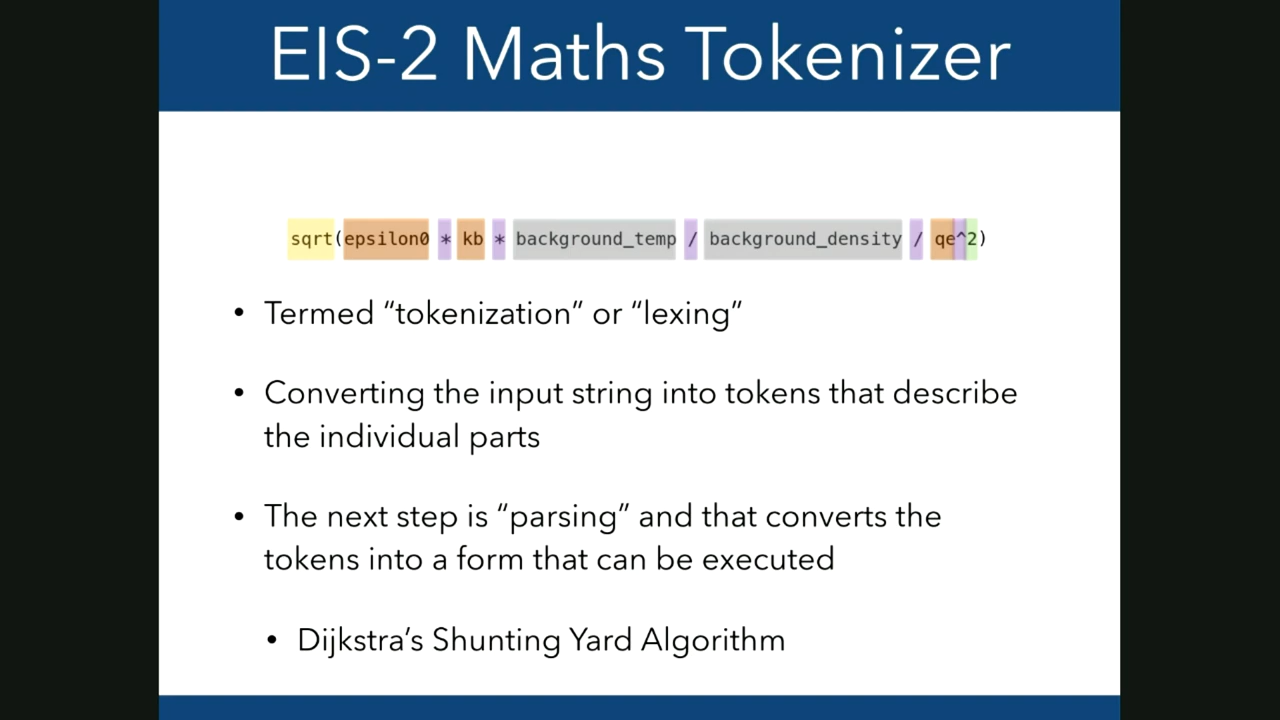 EIS-2 Maths Tokenizer
sqrt(epsilon0 * kb * background_temp / background_density / qe^2)
• Termed “tokenization” or “lexing”
• Converting the input string into tokens that describe
the individual parts
• The next step is “parsing” and that converts the
tokens into a form that can be executed
• Dijkstra’s Shunting Yard Algorithm